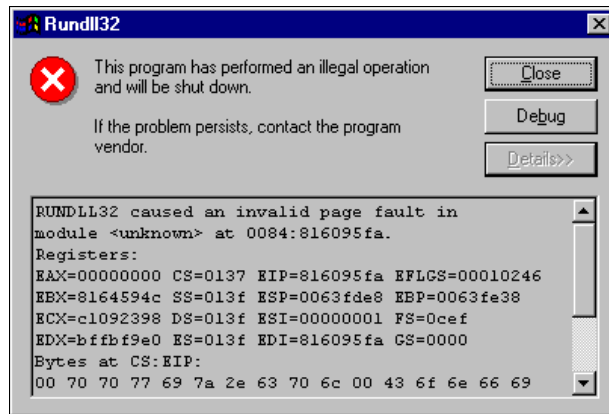 Rundll32
This program has performed an illegal operation
and will be shut down.
If the problem persists, contact the program
vendor.
Close
Debug
Details>>
RUNDLL32 caused an invalid page fault in
module <unknown> at 0084:816095fa.
Registers:
EAX=00000000 CS=0137 EIP=816095fa EFLGS=00010246
EBX=8164594c SS=013f ESP=0063fde8 EBP=0063fe38
ECX=c1092398 DS=013f ESI=00000001 FS=0cef
EDX=bffbf9e0 ES=013f EDI=816095fa GS=0000
Bytes at CS:EIP:
00 70 70 77 69 7a 2e 63 70 6c 00 43 6f 6e 66 69